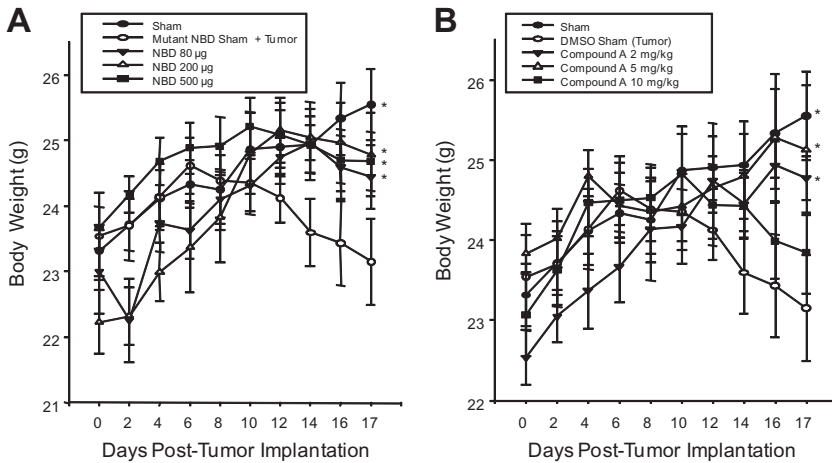 A
Sham
Mutant NBD Sham + Tumor
NBD 80 µg
NBD 200 µg
NBD 500 µg
Body Weight (g)
26
25
24
23
22
21
*
*
*
*
0 2 4 6 8 10 12 14 16 17
Days Post-Tumor Implantation
B
Sham
DMSO Sham (Tumor)
Compound A 2 mg/kg
Compound A 5 mg/kg
Compound A 10 mg/kg
Body Weight (g)
26
25
24
23
22
*
*
*
0 2 4 6 8 10 12 14 16 17
Days Post-Tumor Implantation